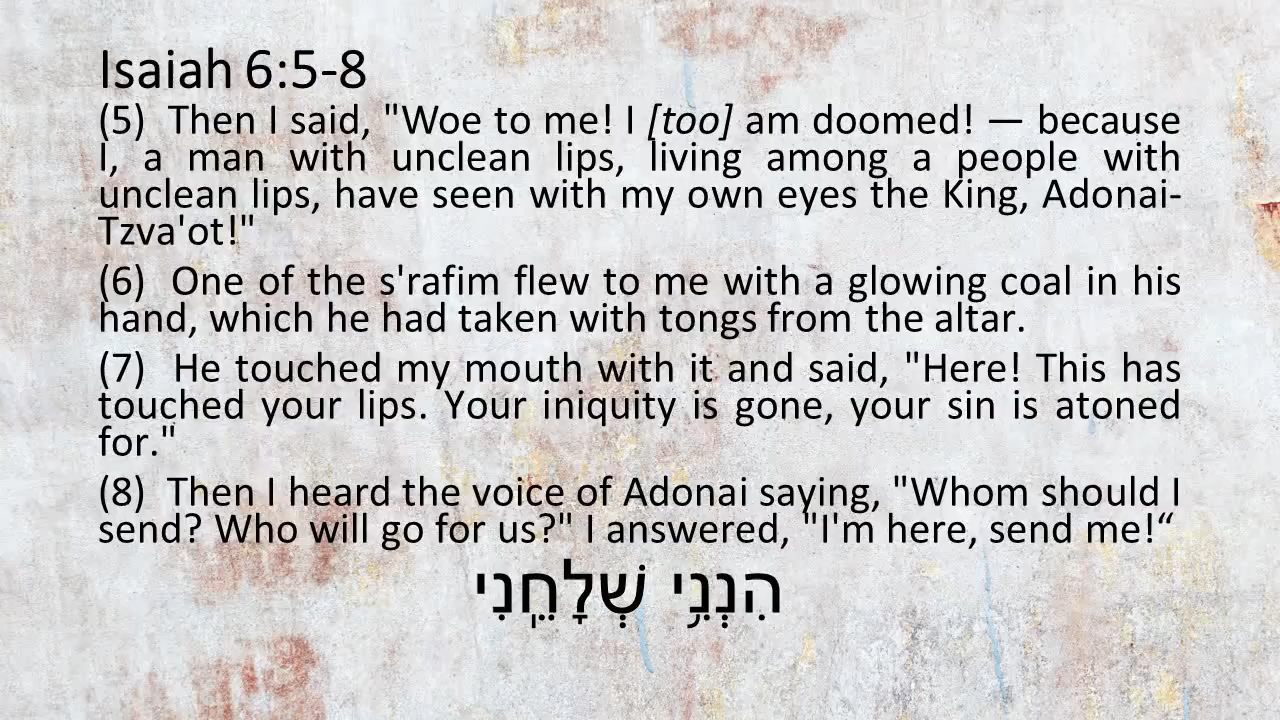 Isaiah 6:5-8
(5)  Then I said, "Woe to me! I [too] am doomed! — because
I, a man with unclean lips, living among a people with
unclean lips, have seen with my own eyes the King, Adonai-
Tzva'ot!"
(6)  One of the s'rafim flew to me with a glowing coal in his
hand, which he had taken with tongs from the altar.
(7)  He touched my mouth with it and said, "Here! This has
touched your lips. Your iniquity is gone, your sin is atoned
for."
(8)  Then I heard the voice of Adonai saying, "Whom should I
send? Who will go for us?" I answered, "I'm here, send me!“
הִנְנִ֥י שְׁלָחֵֽנִי